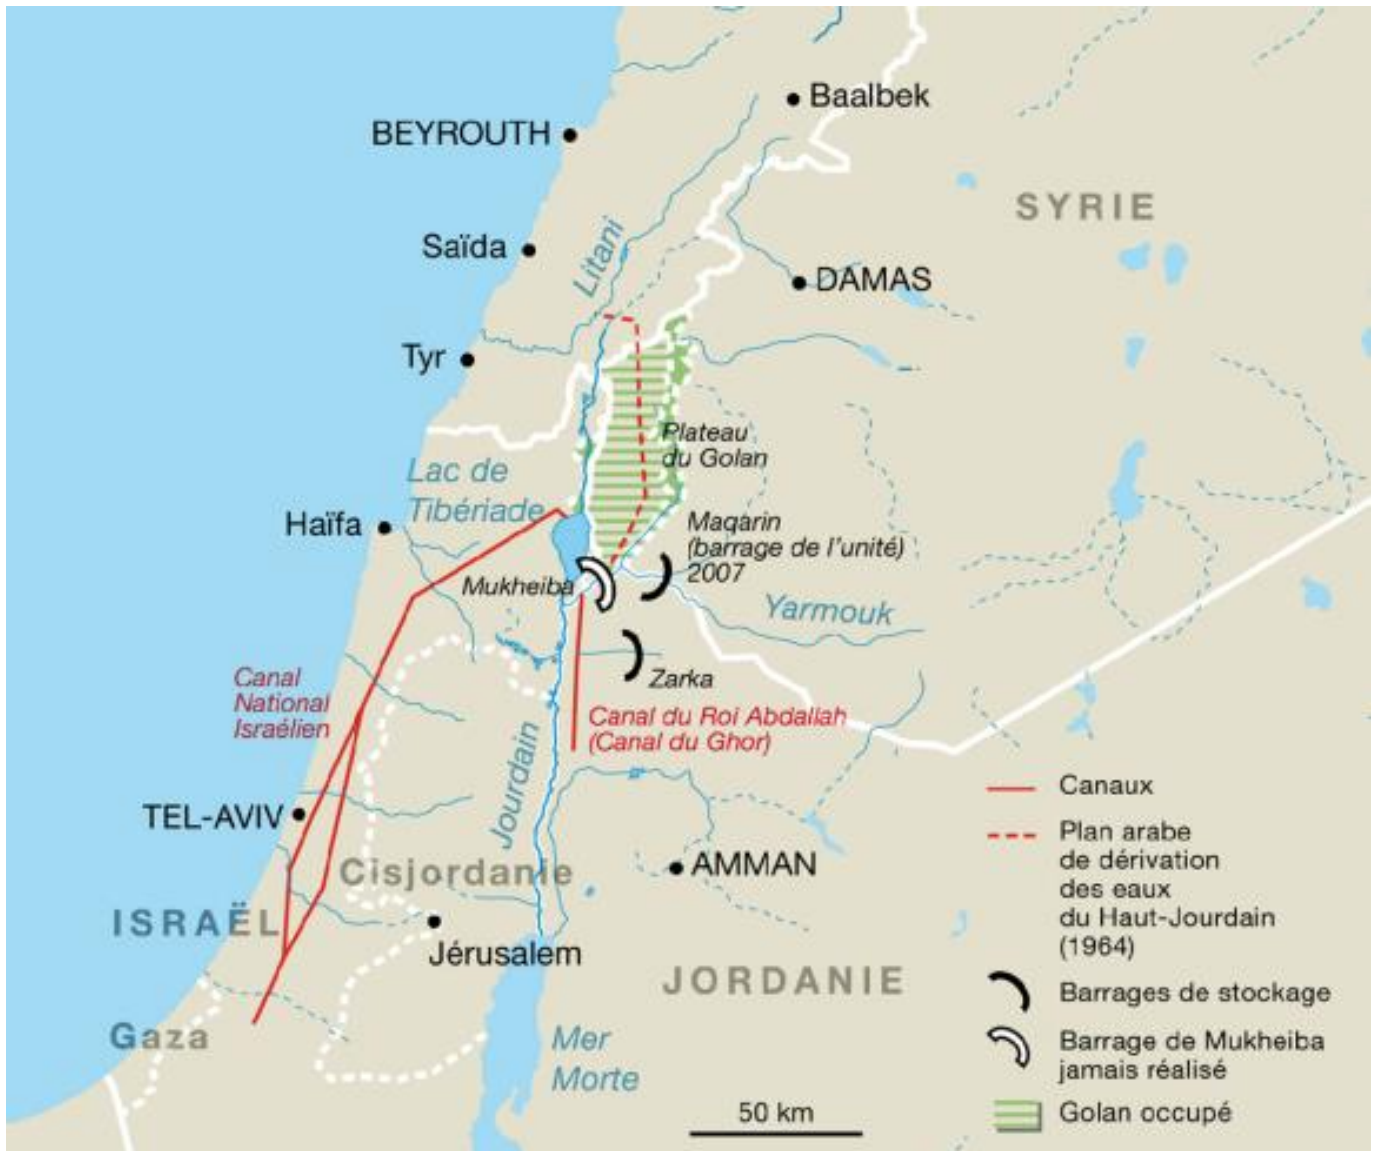 Baalbek
BEYROUTH
SYRIE
Saïda
Litani
DAMAS
Tyr
Plateau
du Golan
Lac de
Tibériade
Haïfa
Maqarin
(barrage de l'unité)
2007
Mukheiba
Yarmouk
Zarka
Canal
National
Israélien
Canal du Roi Abdallah
(Canal du Ghor)
Jourdain
TEL-AVIV
Cisjordanie
AMMAN
ISRAËL
Jérusalem
JORDANIE
Gaza
Mer
Morte
Canaux
Plan arabe
de dérivation
des eaux
du Haut-Jourdain
(1964)
Barrages de stockage
Barrage de Mukheiba
jamais réalisé
Golan occupé
50 km